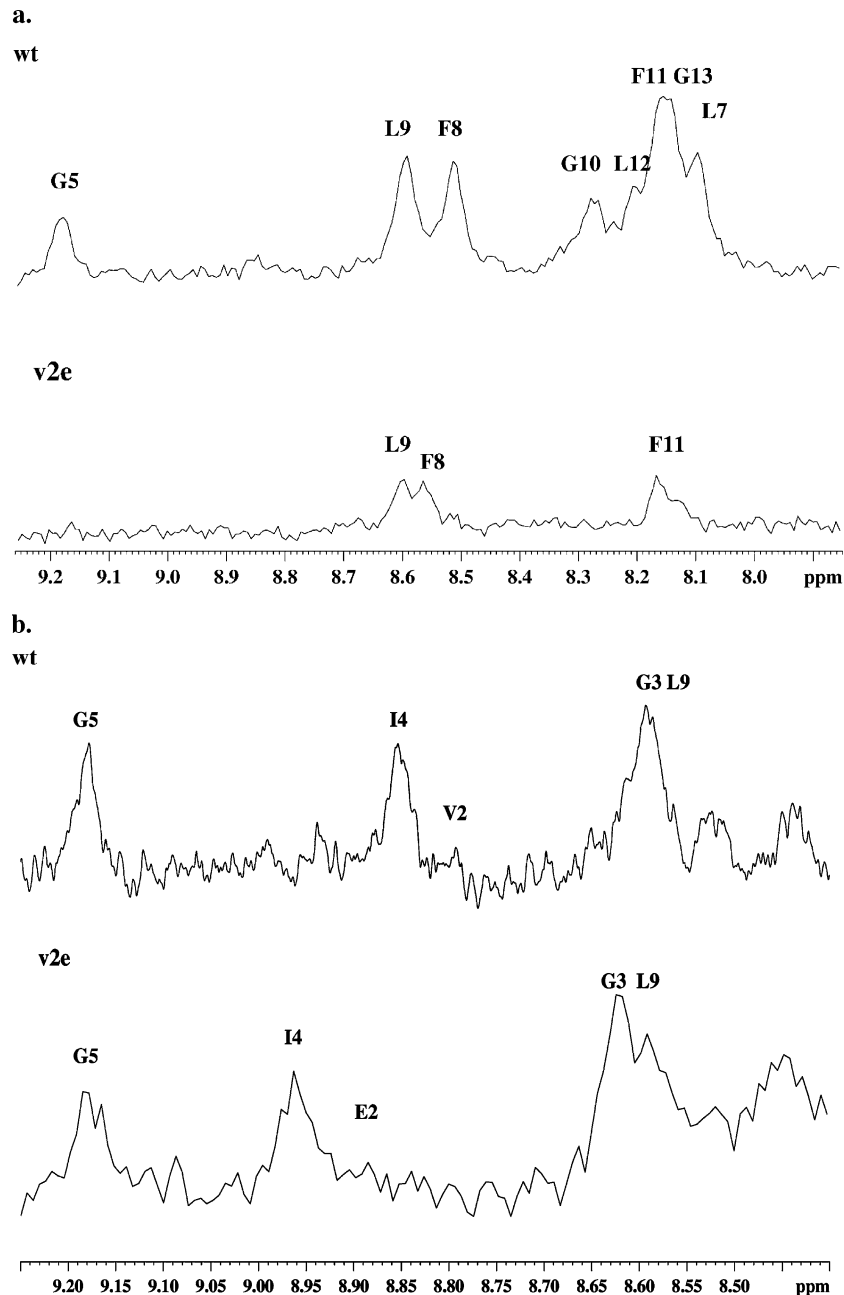 a.
wt
F11 G13
L7
L9 F8
G10 L12
G5
v2e
L9
F8
F11
9.2 9.1 9.0 8.9 8.8 8.7 8.6 8.5 8.4 8.3 8.2 8.1 8.0 ppm
b.
wt
G3 L9
G5 I4
V2
v2e
G3 L9
I4
G5
E2
9.20 9.15 9.10 9.05 9.00 8.95 8.90 8.85 8.80 8.75 8.70 8.65 8.60 8.55 8.50 ppm